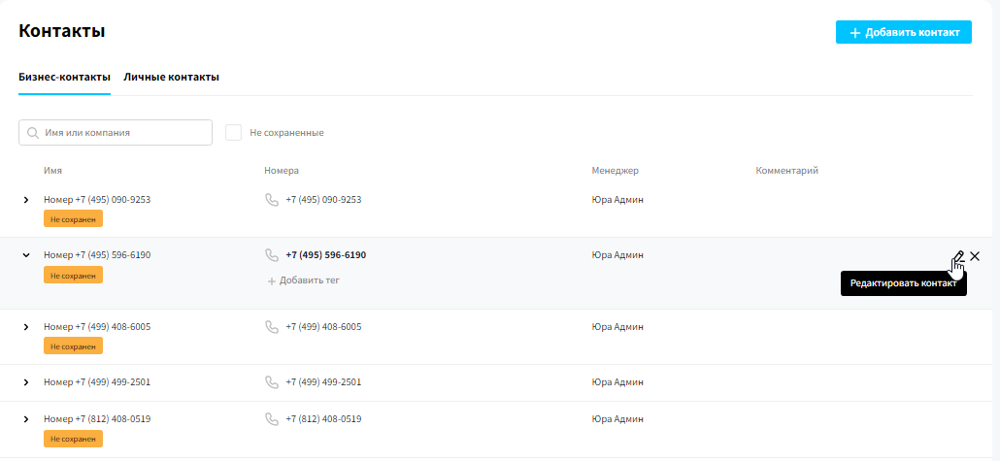 Контакты
+ Добавить контакт
Бизнес-контакты Личные контакты
Имя или компания Не сохраненные
Имя Номера Менеджер Комментарий
Номер +7 (495) 090-9253 +7 (495) 090-9253 Юра Админ
Не сохранен
Номер +7 (495) 596-6190 +7 (495) 596-6190 Юра Админ
Не сохранен + Добавить тег Редактировать контакт
Номер +7 (499) 408-6005 +7 (499) 408-6005 Юра Админ
Не сохранен
Номер +7 (499) 499-2501 +7 (499) 499-2501 Юра Админ
Номер +7 (812) 408-0519 +7 (812) 408-0519 Юра Админ
Не сохранен